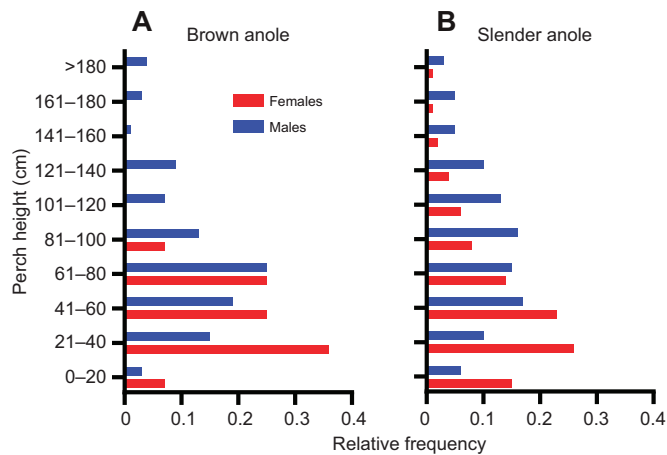 A
B
Brown anole
Slender anole
Perch height (cm)
>180
161–180
141–160
121–140
101–120
81–100
61–80
41–60
21–40
0–20
Females
Males
0 0.1 0.2 0.3 0.4
0 0.1 0.2 0.3 0.4
Relative frequency